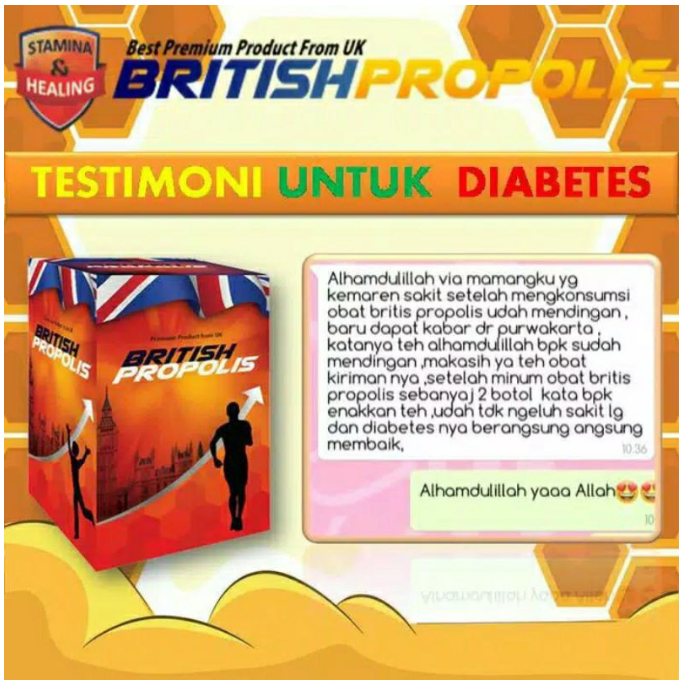 STAMINA
&
HEALING
Best Premium Product From UK
BRITISHPROPOLIS
TESTIMONI UNTUK DIABETES
BRITISH
PROPOLIS
Premium Product from UK
BRITISH
PROPOLIS
Alhamdulillah via mamangku yg
kemaren sakit setelah mengkonsumsi
obat britis propolis udah mendingan ,
baru dapat kabar dr purwakarta ,
katanya teh alhamdulillah bpk sudah
mendingan ,makasih ya teh obat
kiriman nya ,setelah minum obat britis
propolis sebanyaj 2 botol kata bpk
enakkan teh ,udah tdk ngeluh sakit lg
dan diabetes nya berangsung angsung
membaik,
10.36
Alhamdulillah yaaa Allah😍😍
10